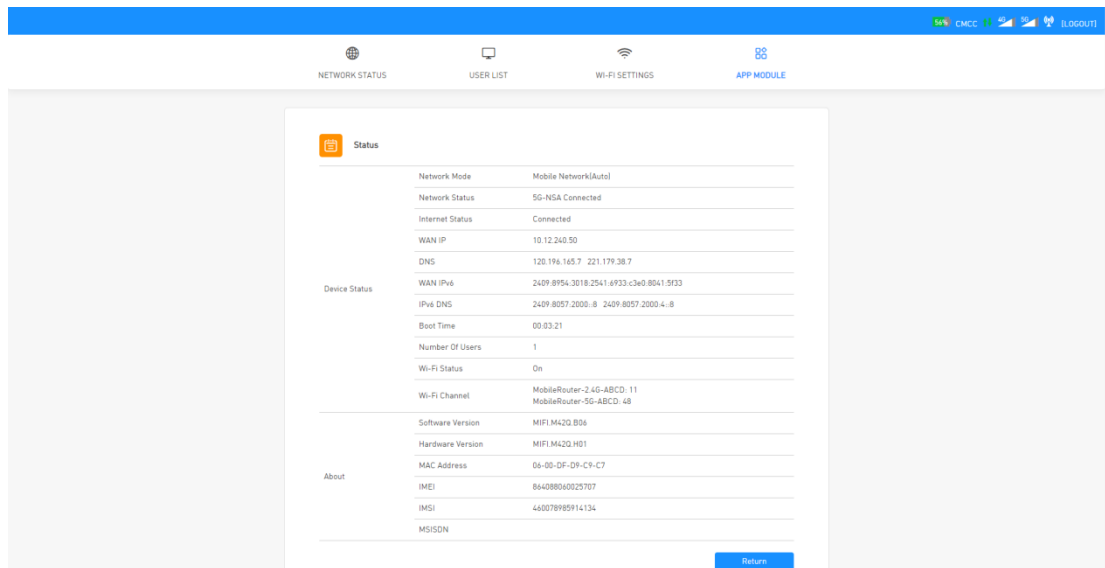 56% CMCC 4G 5G [LOGOUT]
NETWORK STATUS USER LIST WI-FI SETTINGS APP MODULE
Status
Device Status
Network Mode Mobile Network(Auto)
Network Status 5G-NSA Connected
Internet Status Connected
WAN IP 10.12.240.50
DNS 120.196.165.7 221.179.38.7
WAN IPv6 2409:8954:3018:2541:6933:c3e0:8041:5f33
IPv6 DNS 2409:8057:2000::8 2409:8057:2000:4::8
Boot Time 00:03:21
Number Of Users 1
Wi-Fi Status On
Wi-Fi Channel MobileRouter-2.4G-ABCD: 11
MobileRouter-5G-ABCD: 48
About
Software Version MIFI.M42Q.B06
Hardware Version MIFI.M42Q.H01
MAC Address 06-00-DF-D9-C9-C7
IMEI 864088060025707
IMSI 460078985914134
MSISDN
Return